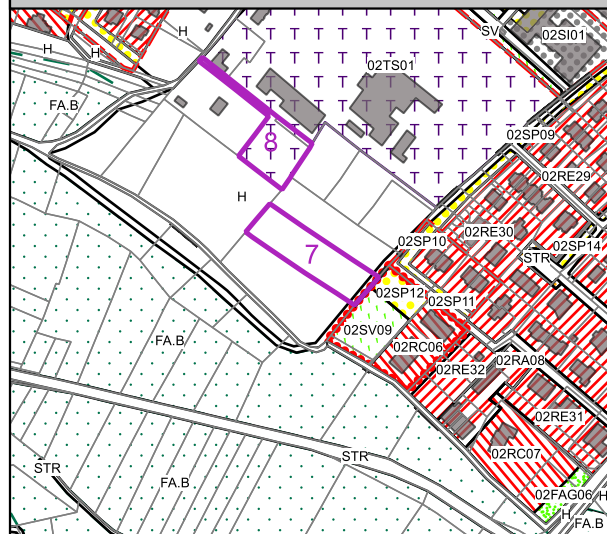 SV
02SI01
H
H
H
02TS01
FA.B
02SP09
8
02RE29
H
02RE30
02SP10
02SP14
7
STR
02SP12
02SP11
02SV09
FA.B
02RC06
02RA08
02RE32
02RE31
STR
02RC07
STR
FA.B
02FAG06
H
H
FA.B